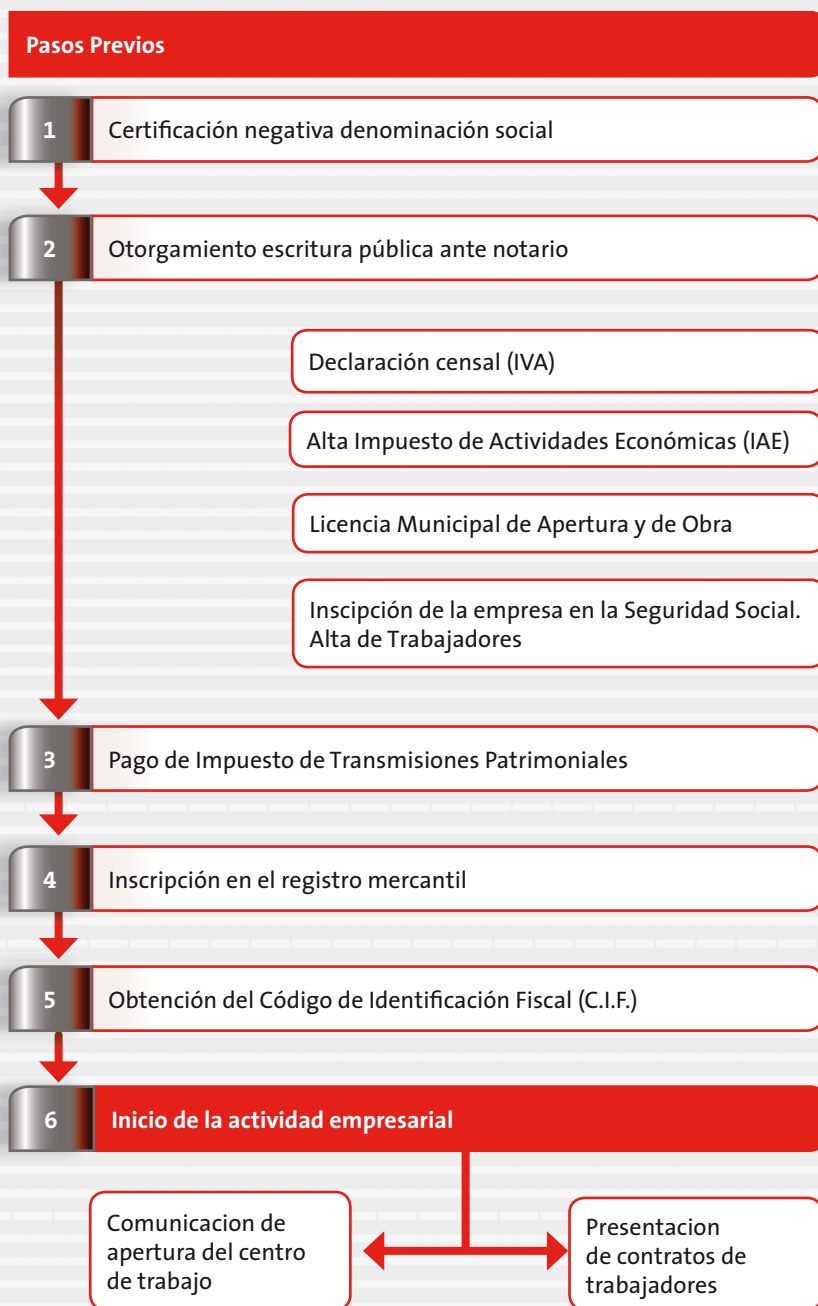 Pasos Previos
1 Certificación negativa denominación social
2 Otorgamiento escritura pública ante notario
Declaración censal (IVA)
Alta Impuesto de Actividades Económicas (IAE)
Licencia Municipal de Apertura y de Obra
Inscipción de la empresa en la Seguridad Social.
Alta de Trabajadores
3 Pago de Impuesto de Transmisiones Patrimoniales
4 Inscripción en el registro mercantil
5 Obtención del Código de Identificación Fiscal (C.I.F.)
6 Inicio de la actividad empresarial
Comunicacion de
apertura del centro
de trabajo
Presentacion
de contratos de
trabajadores